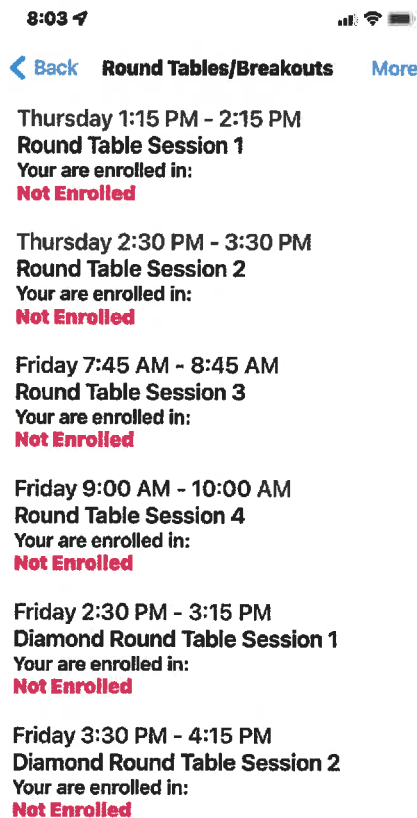 8:03
Back Round Tables/Breakouts More
Thursday 1:15 PM - 2:15 PM
Round Table Session 1
Your are enrolled in:
Not Enrolled
Thursday 2:30 PM - 3:30 PM
Round Table Session 2
Your are enrolled in:
Not Enrolled
Friday 7:45 AM - 8:45 AM
Round Table Session 3
Your are enrolled in:
Not Enrolled
Friday 9:00 AM - 10:00 AM
Round Table Session 4
Your are enrolled in:
Not Enrolled
Friday 2:30 PM - 3:15 PM
Diamond Round Table Session 1
Your are enrolled in:
Not Enrolled
Friday 3:30 PM - 4:15 PM
Diamond Round Table Session 2
Your are enrolled in:
Not Enrolled